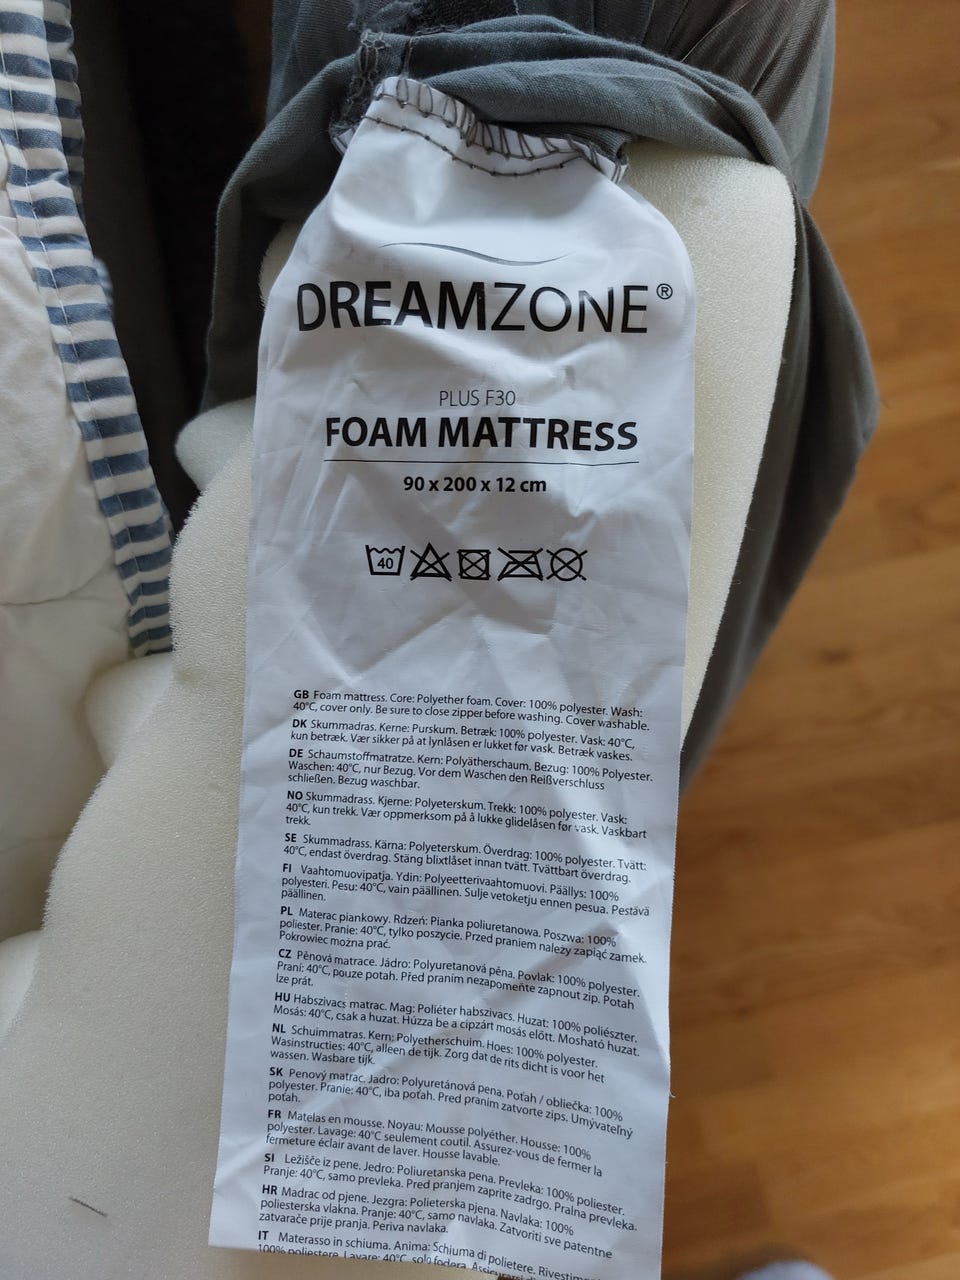 DREAMZONE®
PLUS F30
FOAM MATTRESS
90 x 200 x 12 cm
40
GB Foam mattress. Core: Polyether foam. Cover: 100% polyester. Wash:
40°C, cover only. Be sure to close zipper before washing. Cover washable.
DK Skummadras. Kerne: Purskum. Betræk: 100% polyester. Vask: 40°C,
kun betræk. Vær sikker på at lynlåsen er lukket før vask. Betræk vaskes.
DE Schaumstoffmatratze. Kern: Polyätherschaum. Bezug: 100% Polyester.
Waschen: 40°C, nur Bezug. Vor dem Waschen den Reißverschluss
schließen. Bezug waschbar.
NO Skummadrass. Kjerne: Polyeterskum. Trekk: 100% polyester. Vask:
40°C, kun trekk. Vær oppmerksom på å lukke glidelåsen før vask. Vaskbart
trekk.
SE Skummadrass. Kärna: Polyeterskum. Överdrag: 100% polyester. Tvätt:
40°C, endast överdrag. Stäng blixtlåset innan tvätt. Tvättbart överdrag.
FI Vaahtomuovipatja. Ydin: Polyeetterivaahtomuovi. Päällys: 100%
polyesteri. Pesu: 40°C, vain päällinen. Sulje vetoketju ennen pesua. Pestävä
päällinen.
PL Materac piankowy. Rdzeń: Pianka poliuretanowa. Poszwa: 100%
poliester. Pranie: 40°C, tylko poszycie. Przed praniem należy zapiąć zamek.
Pokrowiec można prać.
CZ Pěnová matrace. Jádro: Polyuretanová pěna. Povlak: 100% polyester.
Praní: 40°C, pouze potah. Před praním nezapomeňte zapnout zip. Potah
lze prát.
HU Habszivacs matrac. Mag: Poliéter habszivacs. Huzat: 100% poliészter.
Mosás: 40°C, csak a huzat. Húzza be a cipzárt mosás előtt. Mosható huzat.
NL Schuimmatras. Kern: Polyetherschuim. Hoes: 100% polyester.
Wasinstructies: 40°C, alleen de tijk. Zorg dat de rits dicht is voor het
wassen. Wasbare tijk.
SK Penový matrac. Jadro: Polyuretánová pena. Poťah / obliečka: 100%
polyester. Pranie: 40°C, iba poťah. Pred praním zatvorte zips. Umývateľný
poťah.
FR Matelas en mousse. Noyau: Mousse polyéther. Housse: 100%
polyester. Lavage: 40°C seulement coutil. Assurez-vous de fermer la
fermeture éclair avant de laver. Housse lavable.
SI Ležišče iz pene. Jedro: Poliuretanska pena. Prevleka: 100% poliester.
Pranje: 40°C, samo prevleka. Pred pranjem zaprite zadrgo. Pralna prevleka.
HR Madrac od pjene. Jezgra: Polieterska pjena. Navlaka: 100%
poliesterska vlakna. Pranje: 40°C, samo navlaka. Zatvoriti sve patentne
zatvarače prije pranja. Periva navlaka.
IT Materasso in schiuma. Anima: Schiuma di polietere. Rivestimen
100% poliestere. Lavare: 40°C, solo fodera.